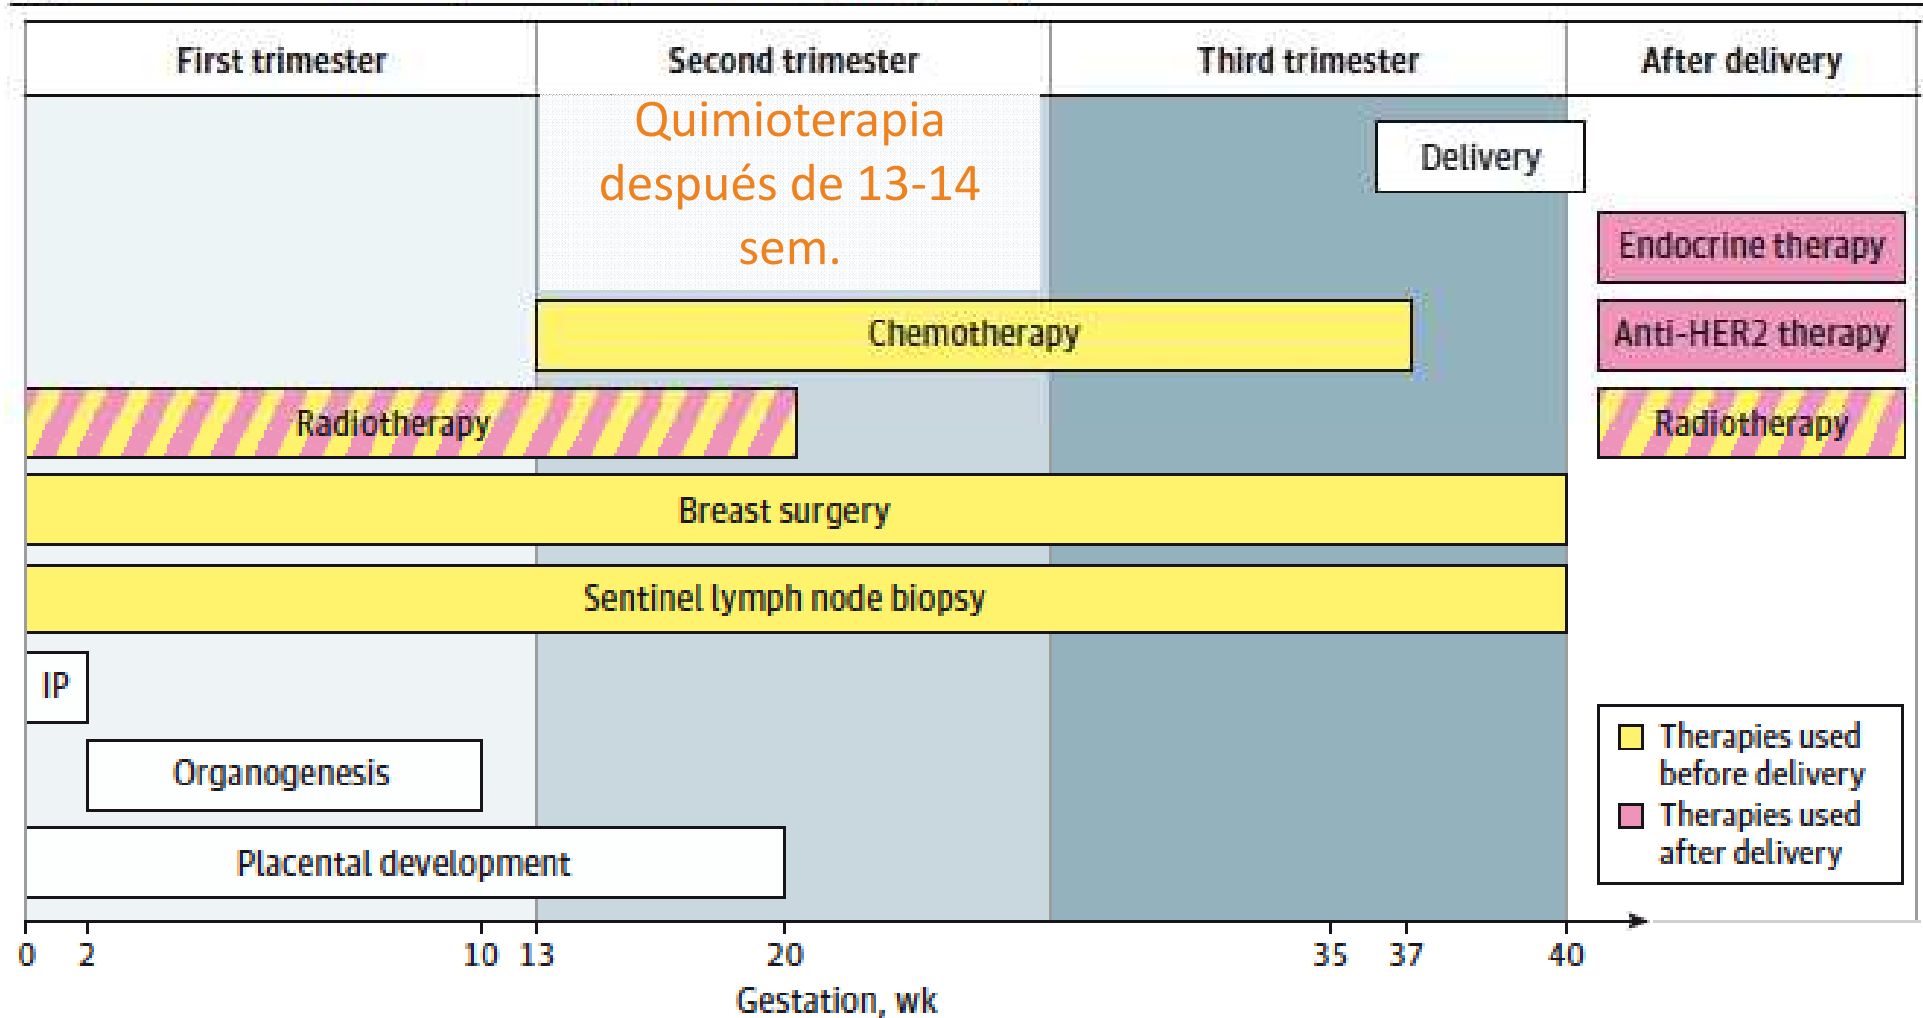 First trimester
Second trimester
Third trimester
After delivery
Quimioterapia
después de 13-14
sem.
Delivery
Endocrine therapy
Chemotherapy
Anti-HER2 therapy
Radiotherapy
Radiotherapy
Breast surgery
Sentinel lymph node biopsy
IP
Organogenesis
Placental development
Therapies used
before delivery
Therapies used
after delivery
0 2 10 13 20 35 37 40
Gestation, wk